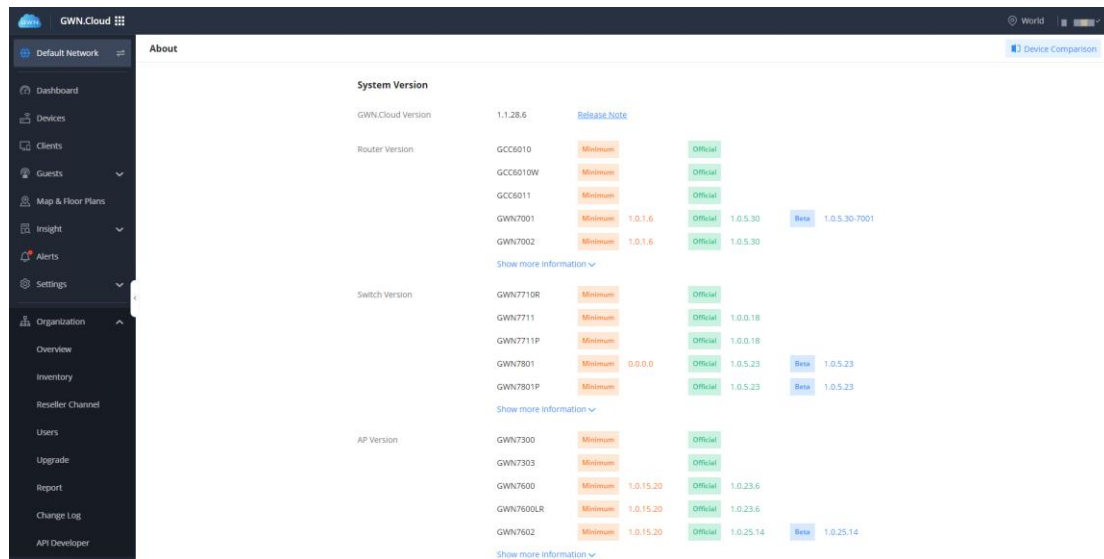 GWN
GWN.Cloud
World
Default Network
About
Device Comparison
Dashboard
Devices
Clients
Guests
Map & Floor Plans
Insight
Alerts
Settings
Organization
Overview
Inventory
Reseller Channel
Users
Upgrade
Report
Change Log
API Developer
System Version
GWN.Cloud Version 1.1.28.6 Release Note
Router Version GCC6010 Minimum Official
GCC6010W Minimum Official
GCC6011 Minimum Official
GWN7001 Minimum 1.0.1.6 Official 1.0.5.30 Beta 1.0.5.30-7001
GWN7002 Minimum 1.0.1.6 Official 1.0.5.30
Show more information
Switch Version GWN7710R Minimum Official
GWN7711 Minimum Official 1.0.0.18
GWN7711P Minimum Official 1.0.0.18
GWN7801 Minimum 0.0.0.0 Official 1.0.5.23 Beta 1.0.5.23
GWN7801P Minimum Official 1.0.5.23 Beta 1.0.5.23
Show more information
AP Version GWN7300 Minimum Official
GWN7303 Minimum Official
GWN7600 Minimum 1.0.15.20 Official 1.0.23.6
GWN7600LR Minimum 1.0.15.20 Official 1.0.23.6
GWN7602 Minimum 1.0.15.20 Official 1.0.25.14 Beta 1.0.25.14
Show more information